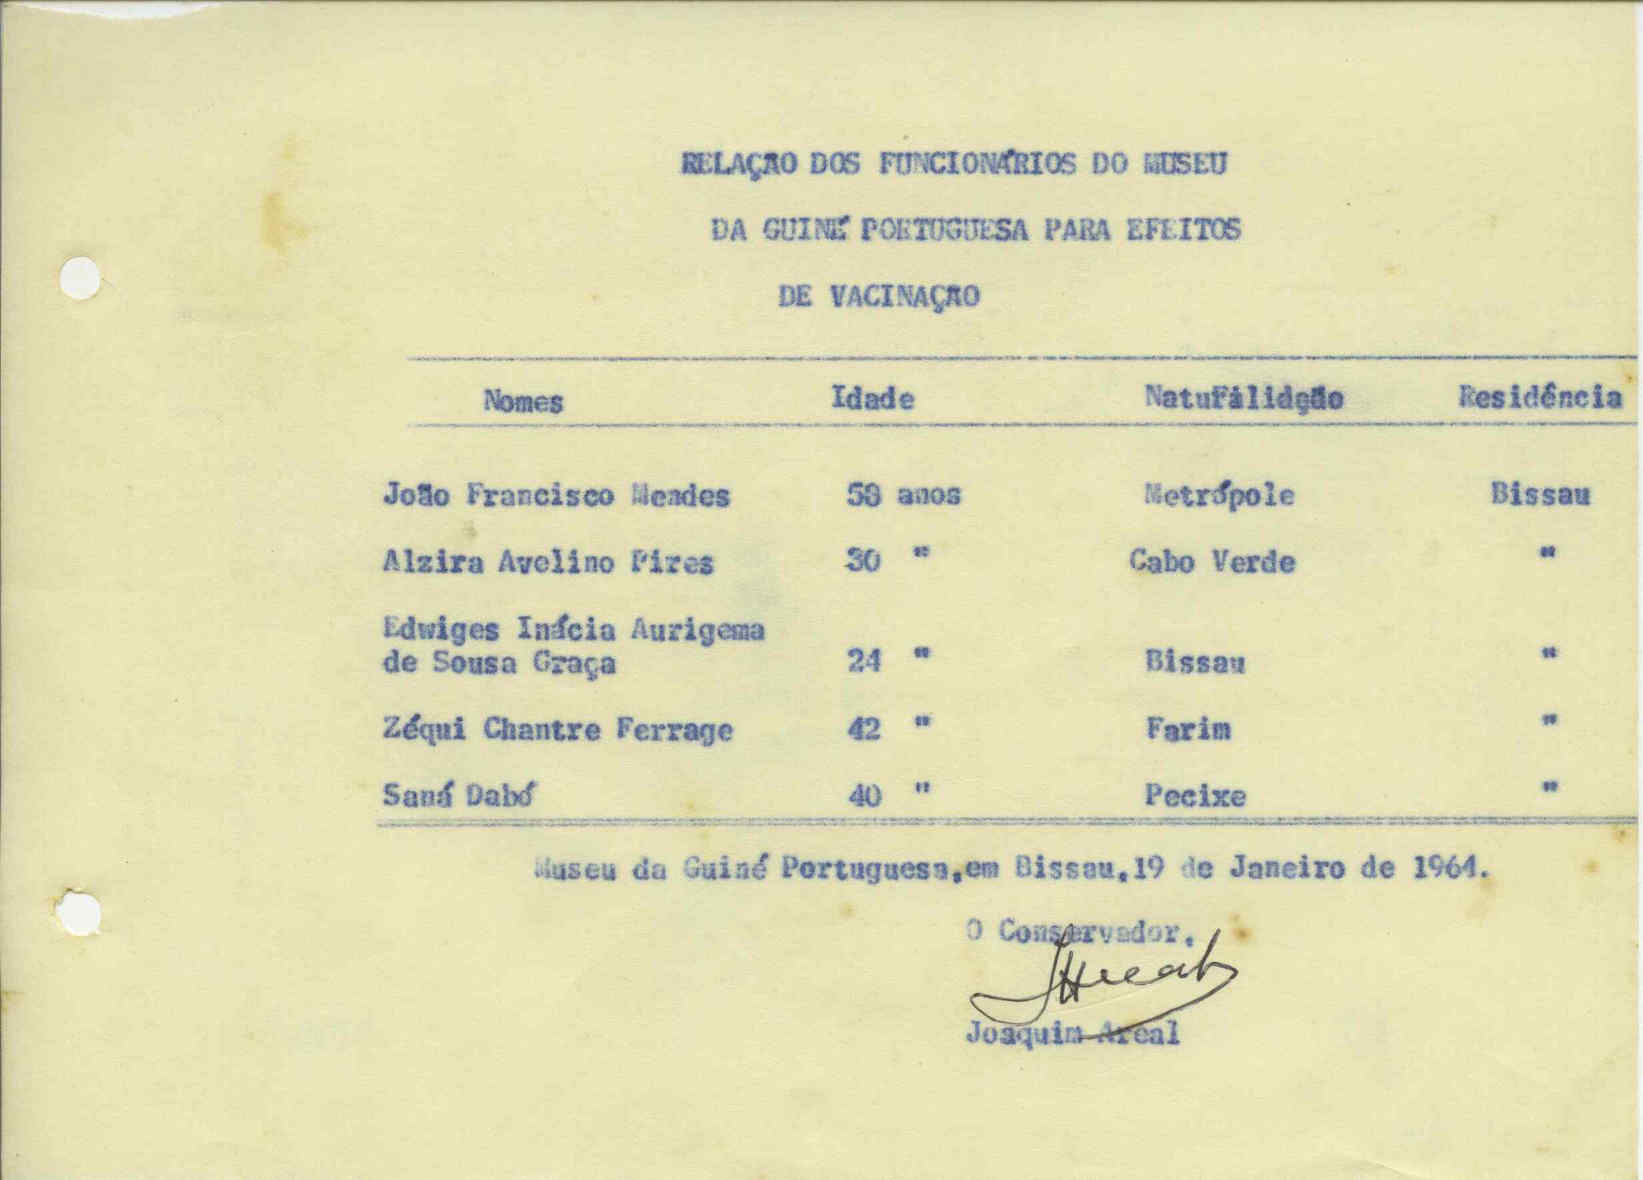 RELAÇÃO DOS FUNCIONÁRIOS DO MUSEU
DA GUINÉ PORTUGUESA PARA EFEITOS
DE VACINAÇÃO
Nomes Idade Residência
João Francisco Mendes 58 anos Metrópole Bissau
Alzira Avelino Pires 30 " Cabo Verde "
Edwiges Inácia Aurigema
de Sousa Graça 24 " Bissau "
Zéqui Chantre Ferrage 42 " Farim "
Saná Dabó 40 " Pecixe "
Museu da Guiné Portuguesa,em Bissau,19 de Janeiro de 1964.
O Conservador,
Joaquim Areal